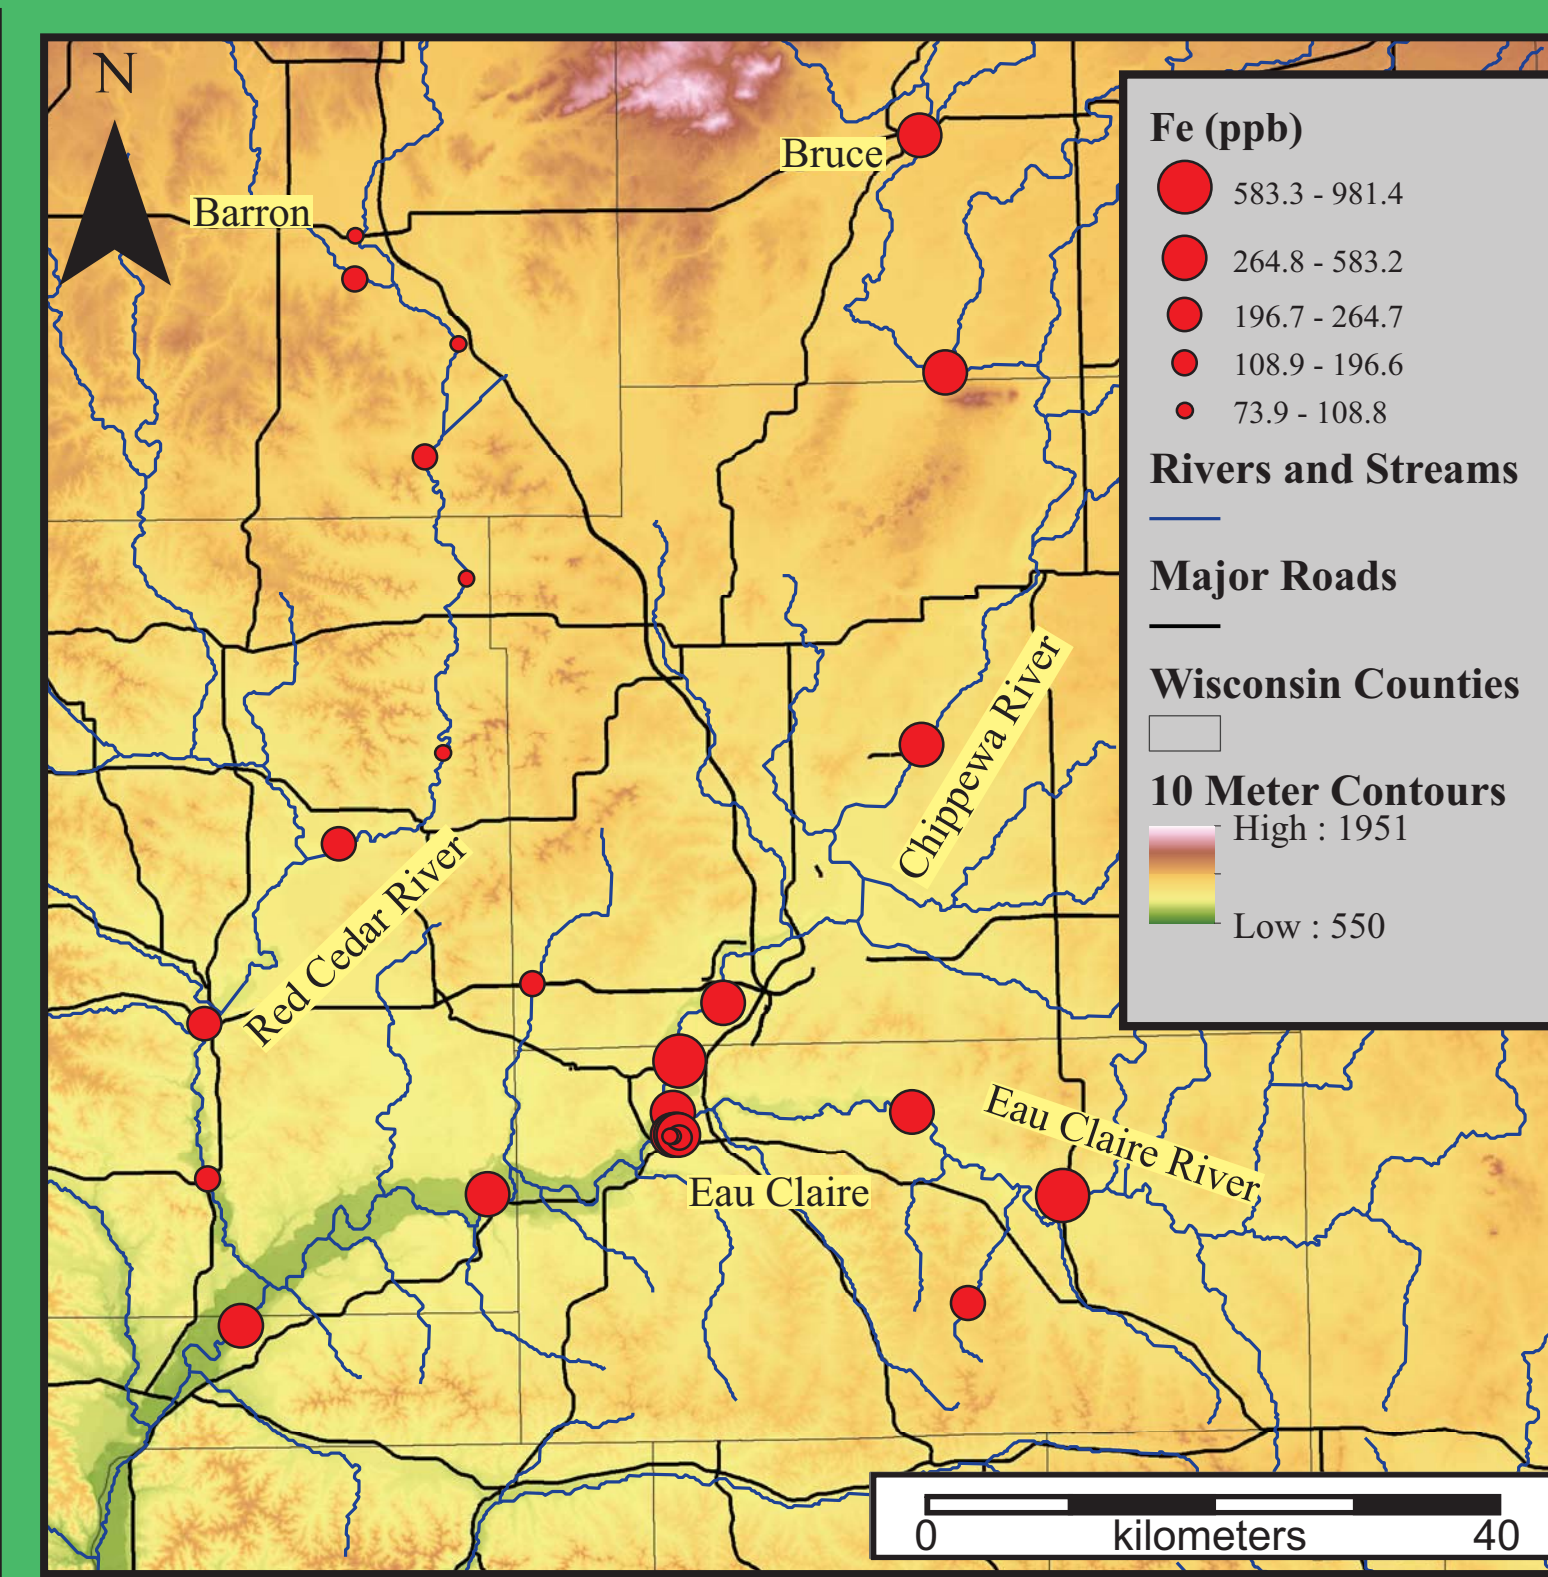 N
Barron
Bruce
Chippewa River
Red Cedar River
Eau Claire River
Eau Claire
Fe (ppb)
583.3 - 981.4
264.8 - 583.2
196.7 - 264.7
108.9 - 196.6
73.9 - 108.8
Rivers and Streams
Major Roads
Wisconsin Counties
10 Meter Contours
High : 1951
Low : 550
0 kilometers 40